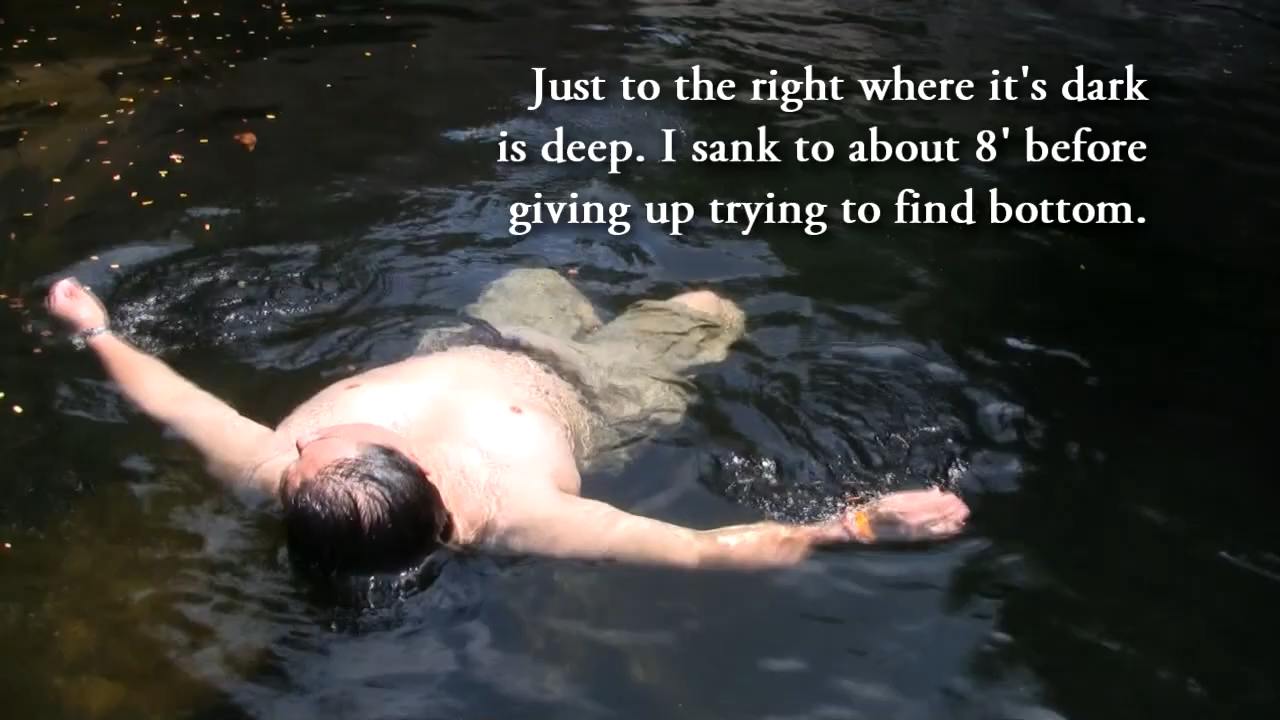 Just to the right where it's dark
is deep. I sank to about 8' before
giving up trying to find bottom.